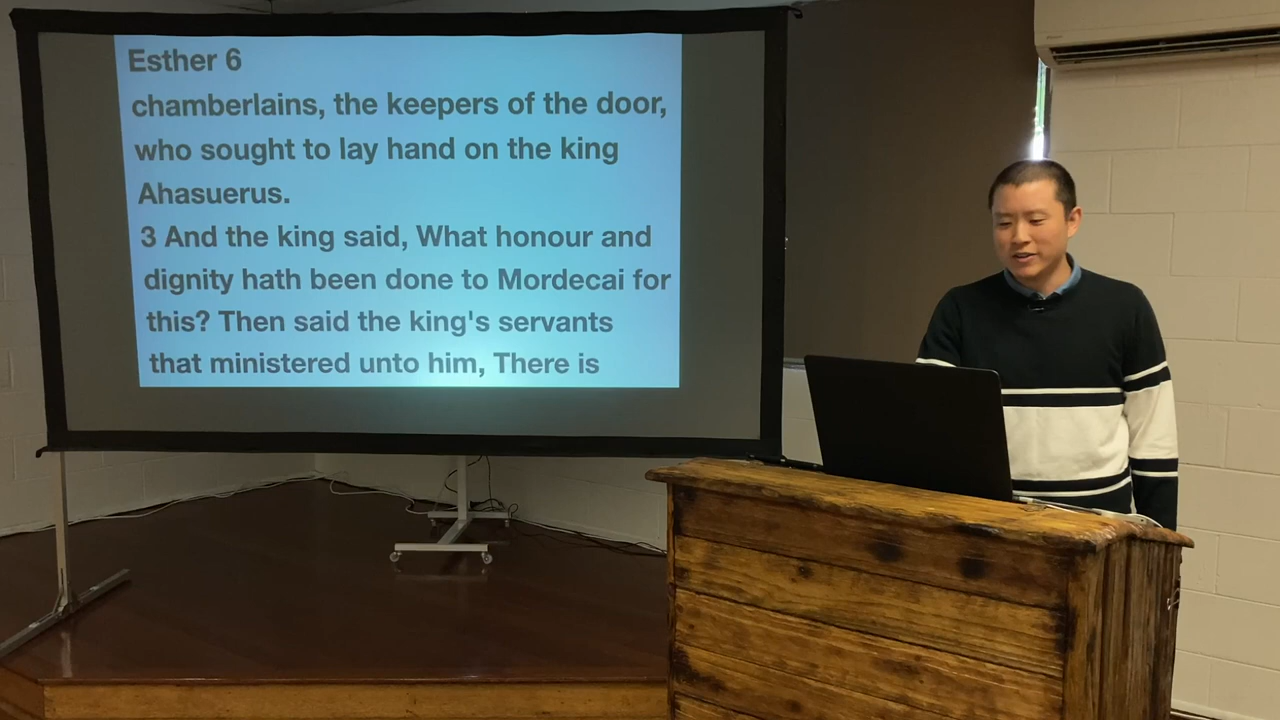 Esther 6
chamberlains, the keepers of the door,
who sought to lay hand on the king
Ahasuerus.
3 And the king said, What honour and
dignity hath been done to Mordecai for
this? Then said the king's servants
that ministered unto him, There is